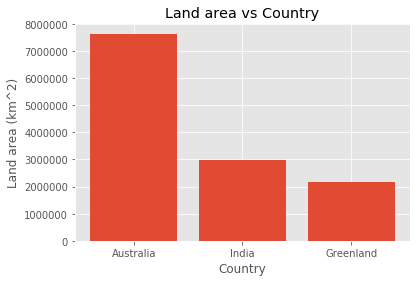 Land area vs Country
Land area (km^2)
8000000
7000000
6000000
5000000
4000000
3000000
2000000
1000000
0
Australia India Greenland
Country